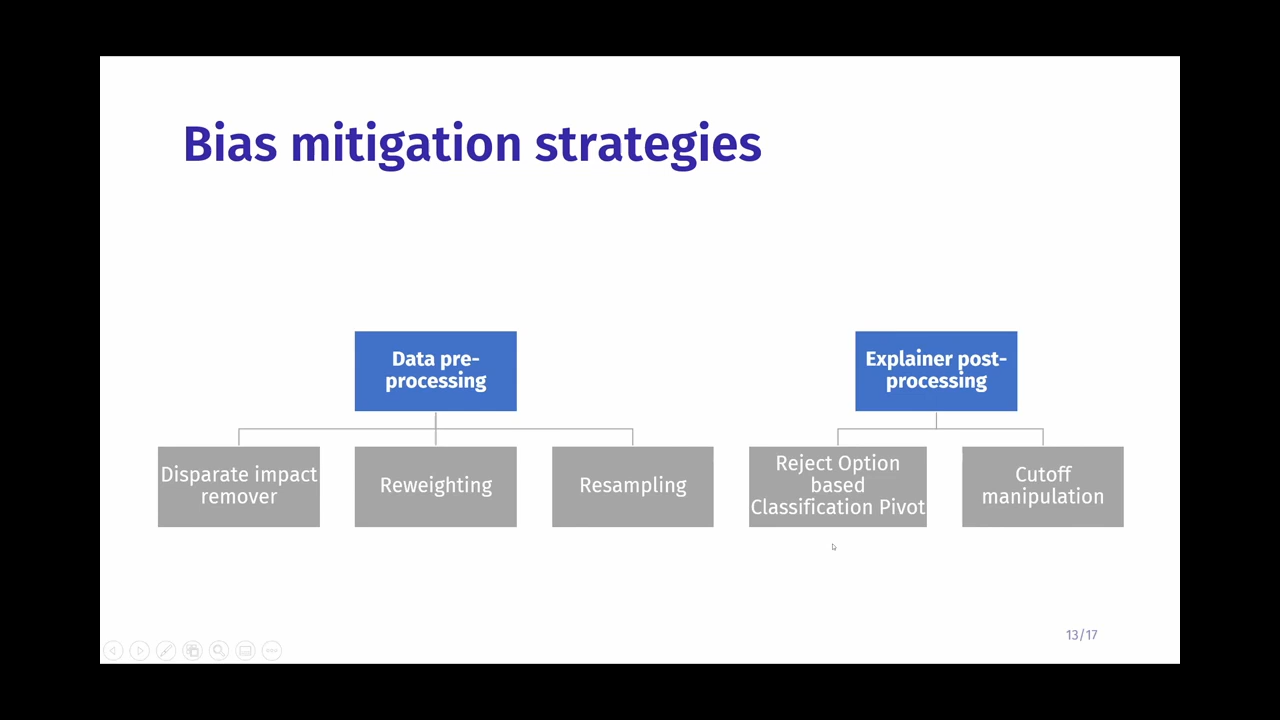 Bias mitigation strategies
Data pre-
processing
Explainer post-
processing
Disparate impact
remover
Reweighting
Resampling
Reject Option
based
Classification Pivot
Cutoff
manipulation
13/17